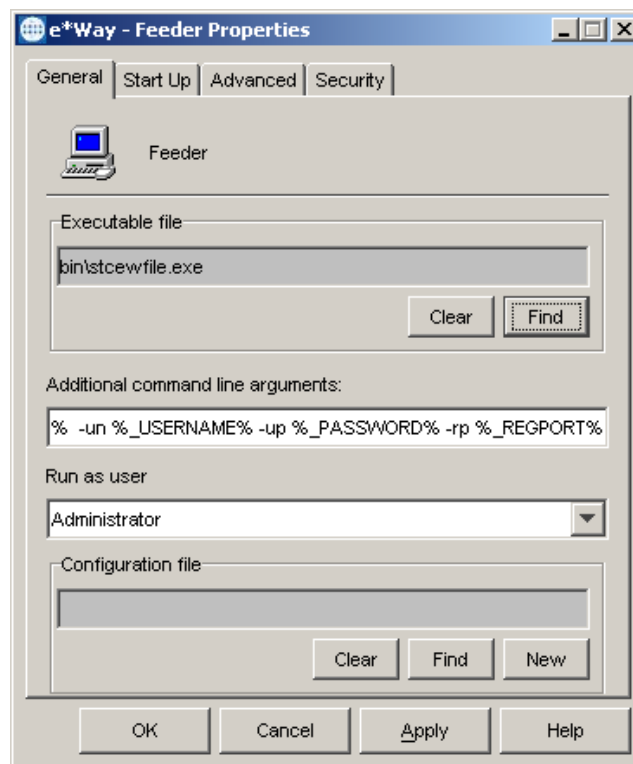 e*Way - Feeder Properties
General Start Up Advanced Security
Feeder
Executable file
bin\stcewfile.exe
Clear Find
Additional command line arguments:
% -un %_USERNAME% -up %_PASSWORD% -rp %_REGPORT%
Run as user
Administrator
Configuration file
Clear Find New
OK Cancel Apply Help